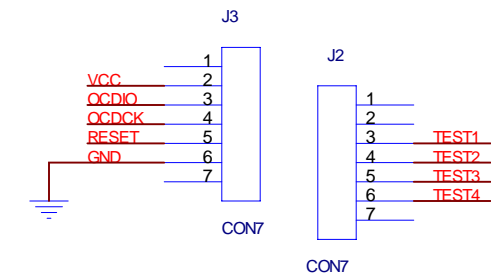 J3
1
VCC 2
OCDIO 3
OCDCK 4
RESET 5
GND 6
7
CON7
J2
1
2
3 TEST1
4 TEST2
5 TEST3
6 TEST4
7
CON7